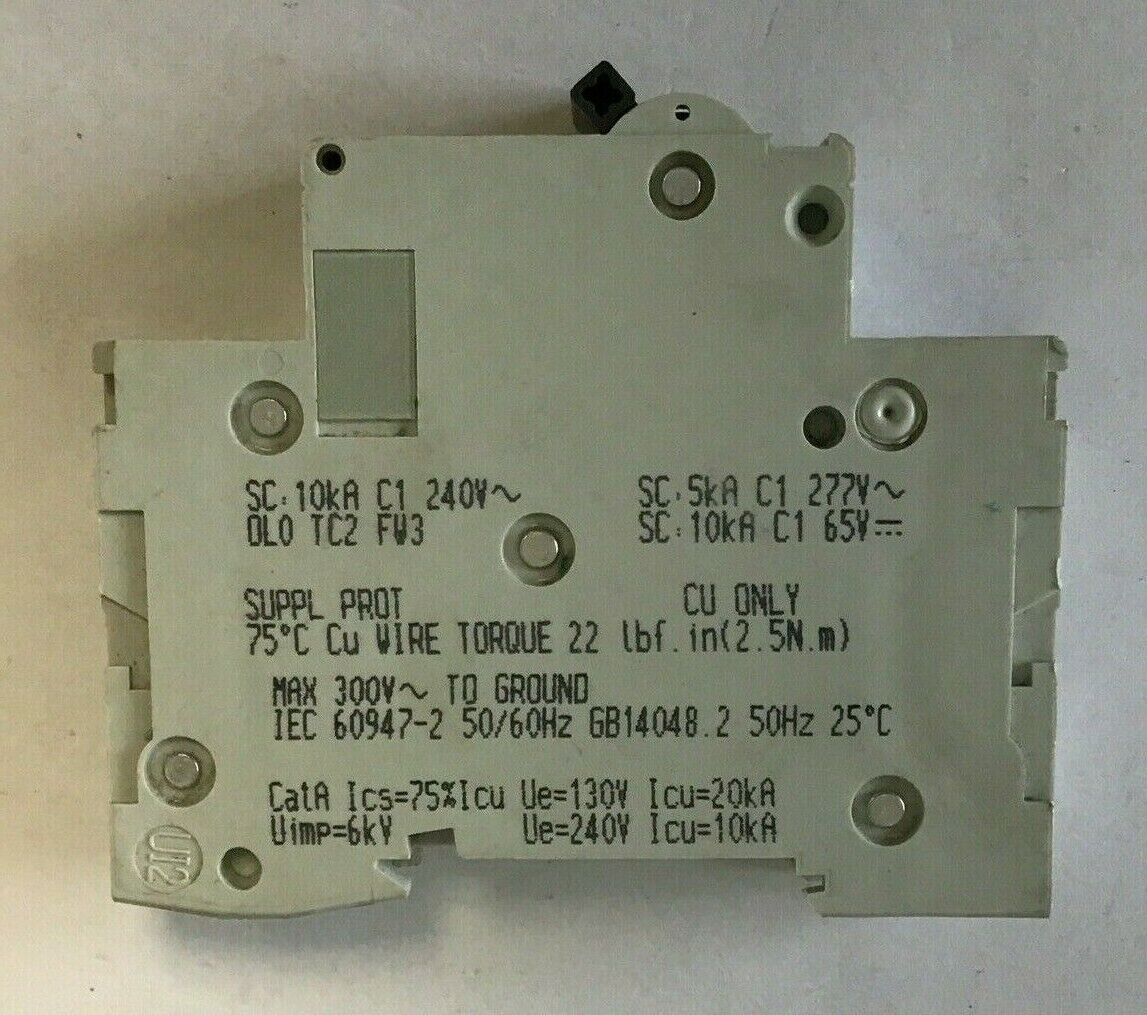 SC:10kA C1 240V~
OL0 TC2 FW3
SC:5kA C1 277V~
SC:10kA C1 65V⎓
SUPPL PROT
CU ONLY
75°C Cu WIRE TORQUE 22 lbf.in(2.5N.m)
MAX 300V~ TO GROUND
IEC 60947-2 50/60Hz GB14048.2 50Hz 25°C
CatA Ics=75%Icu Ue=130V Icu=20kA
Uimp=6kV Ue=240V Icu=10kA
U12